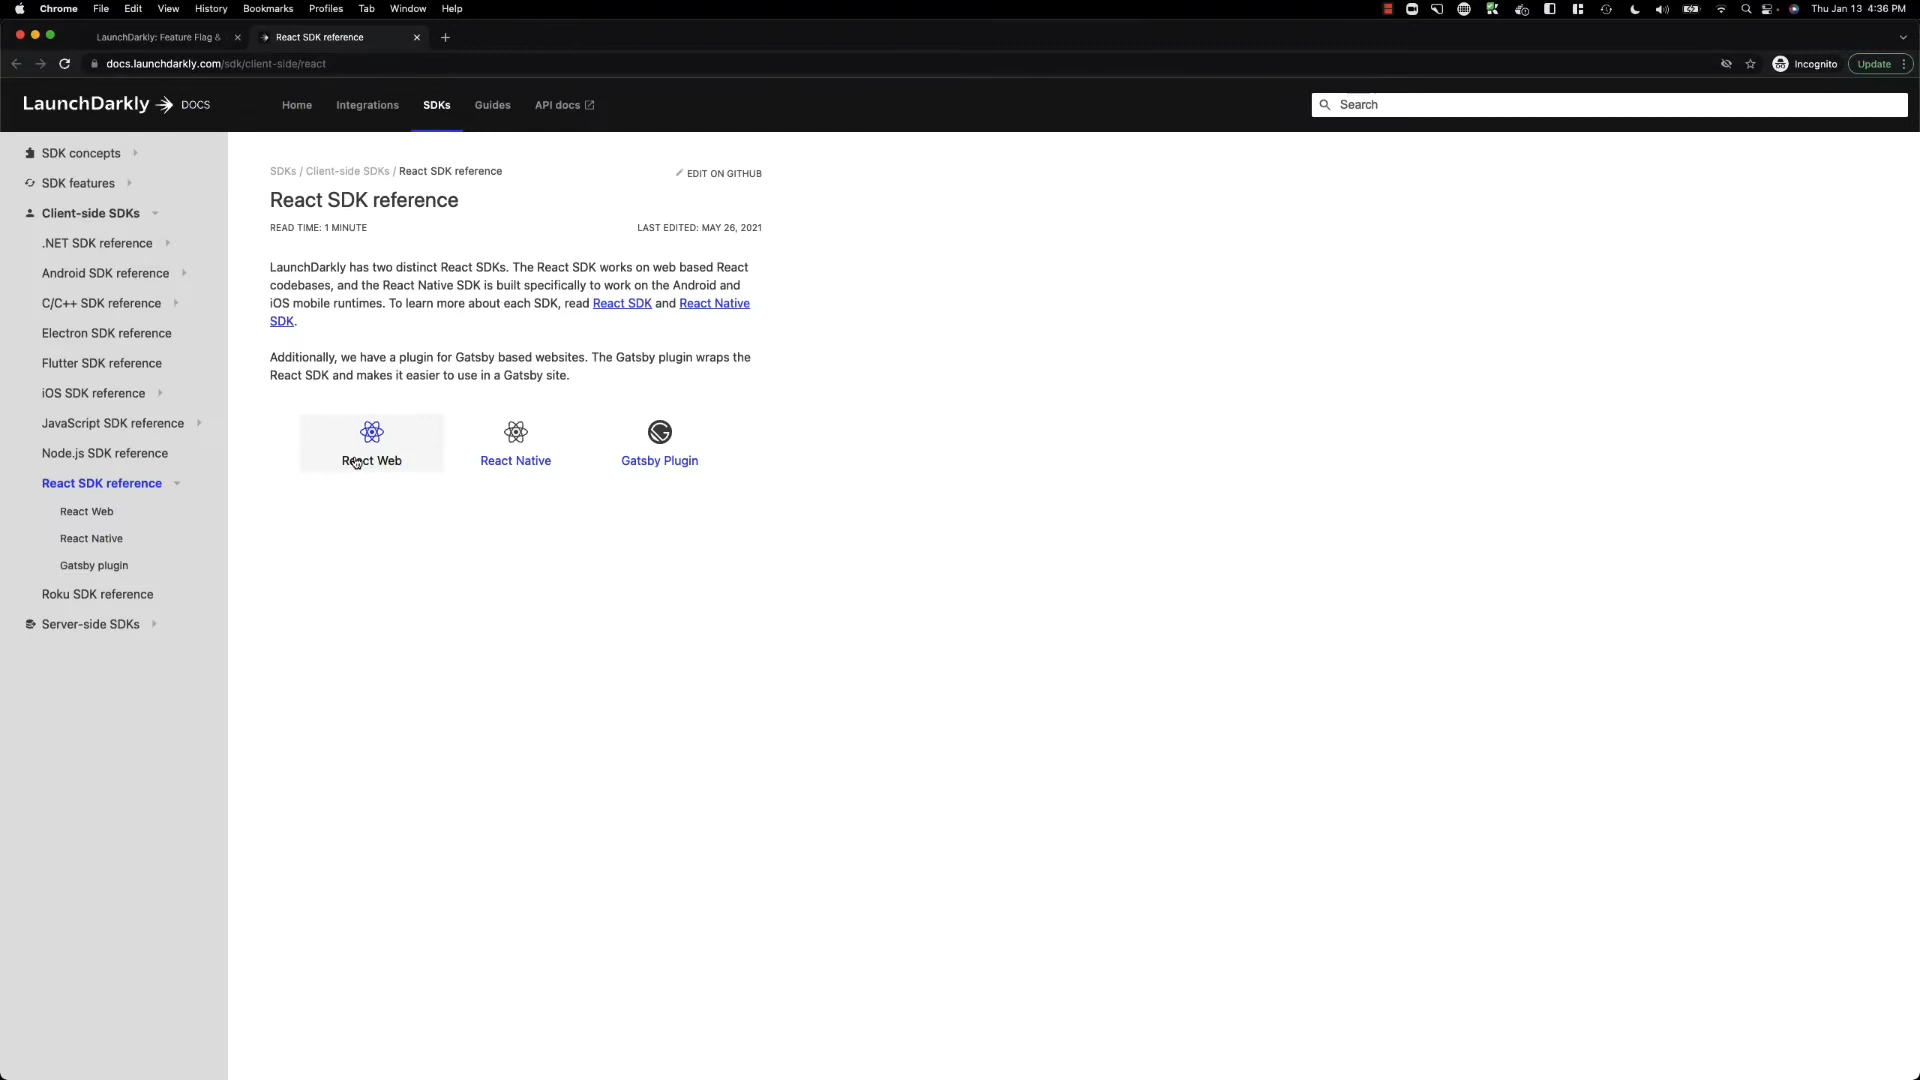 Chrome File Edit View History Bookmarks Profiles Tab Window Help Thu Jan 13 4:36 PM
LaunchDarkly: Feature Flag & React SDK reference
docs.launchdarkly.com/sdk/client-side/react Incognito Update
LaunchDarkly DOCS Home Integrations SDKs Guides API docs Search
SDK concepts
SDK features
Client-side SDKs
.NET SDK reference
Android SDK reference
C/C++ SDK reference
Electron SDK reference
Flutter SDK reference
iOS SDK reference
JavaScript SDK reference
Node.js SDK reference
React SDK reference
React Web
React Native
Gatsby plugin
Roku SDK reference
Server-side SDKs
SDKs / Client-side SDKs / React SDK reference
EDIT ON GITHUB
React SDK reference
READ TIME: 1 MINUTE LAST EDITED: MAY 26, 2021
LaunchDarkly has two distinct React SDKs. The React SDK works on web based React
codebases, and the React Native SDK is built specifically to work on the Android and
iOS mobile runtimes. To learn more about each SDK, read React SDK and React Native
SDK.
Additionally, we have a plugin for Gatsby based websites. The Gatsby plugin wraps the
React SDK and makes it easier to use in a Gatsby site.
React Web React Native Gatsby Plugin